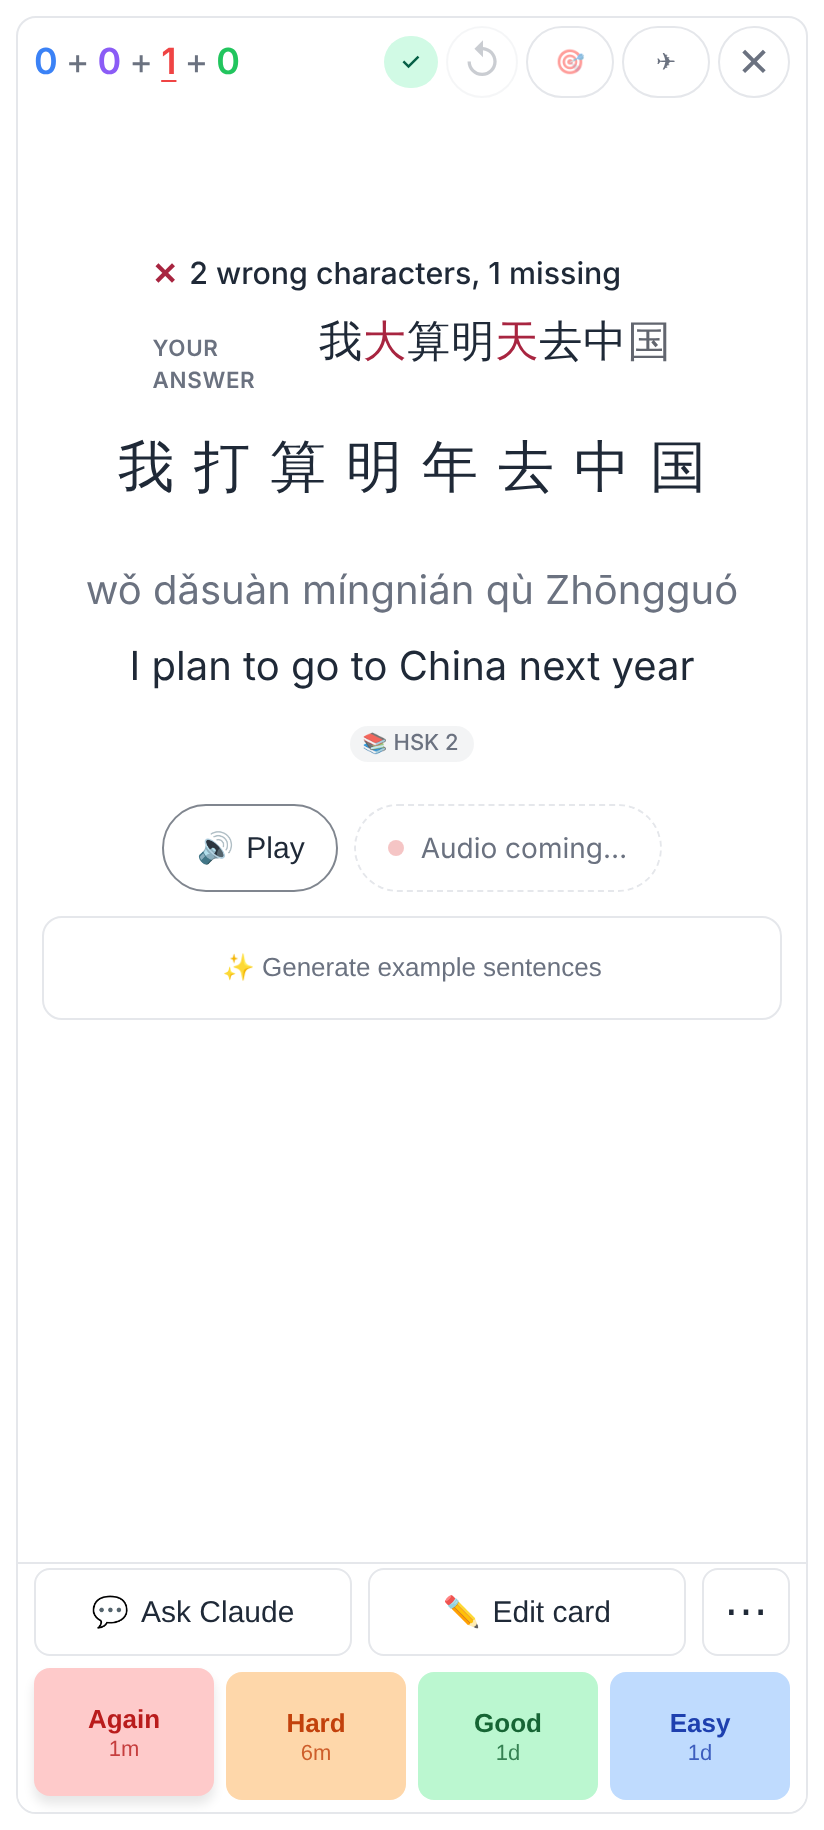 0 + 0 + 1 + 0
2 wrong characters, 1 missing
YOUR ANSWER
我大算明天去中国
我打算明年去中国
wǒ dǎsuàn míngnián qù Zhōngguó
I plan to go to China next year
HSK 2
Play
Audio coming...
Generate example sentences
Ask Claude
Edit card
Again
1m
Hard
6m
Good
1d
Easy
1d